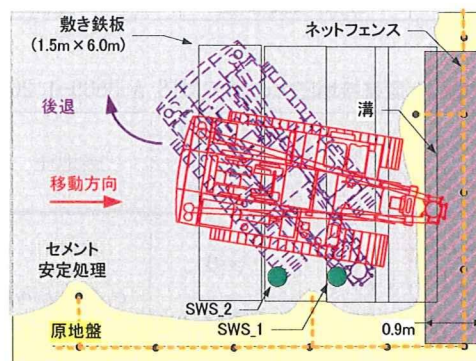 敷き鉄板
(1.5m×6.0m)
ネットフェンス
後退
溝
移動方向
セメント
安定処理
SWS_2
SWS_1
原地盤
0.9m